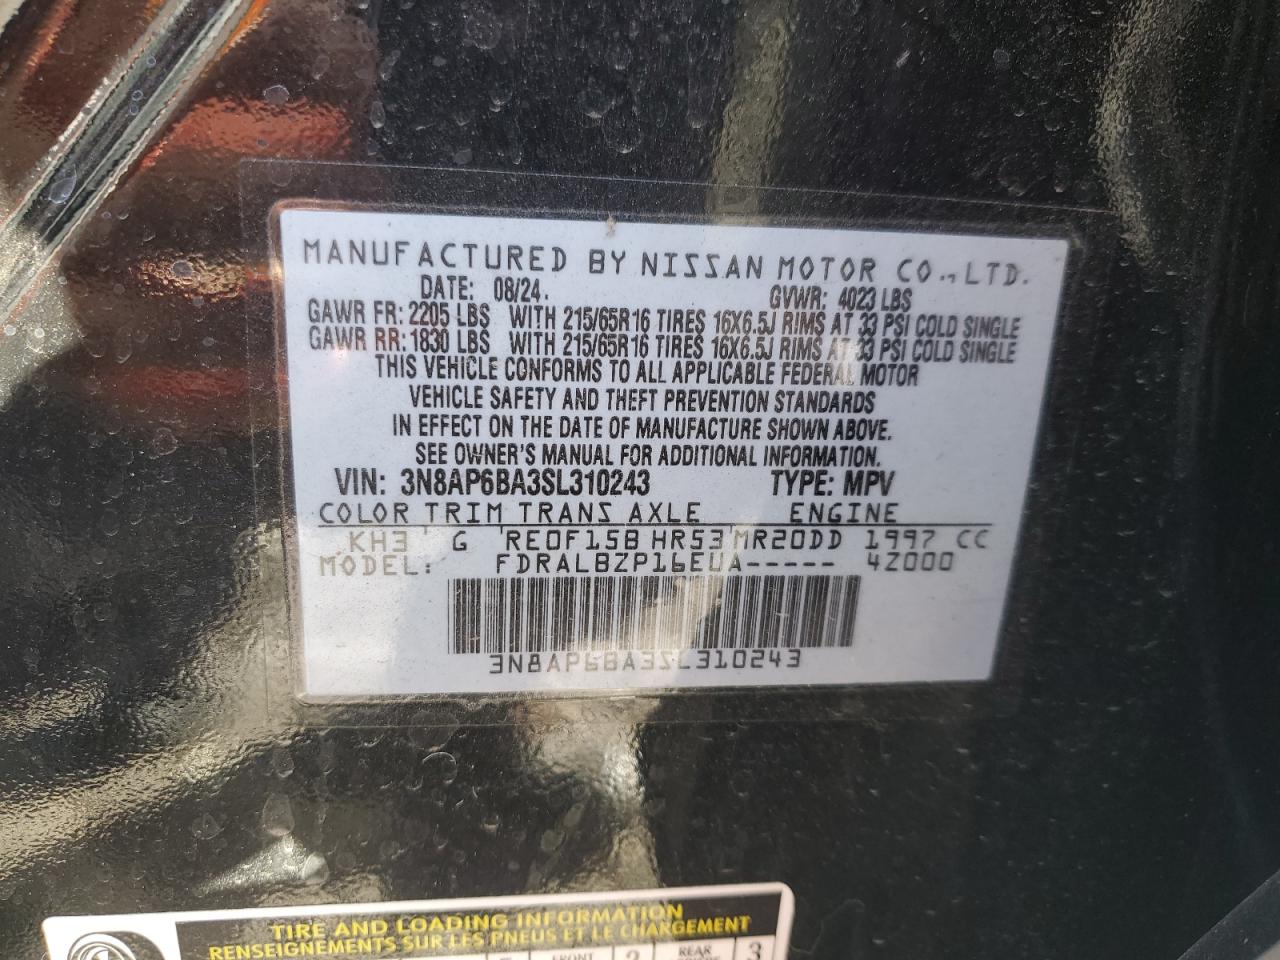 MANUFACTURED BY NISSAN MOTOR CO., LTD.
DATE: 08/24. GVWR: 4023 LBS
GAWR FR: 2205 LBS WITH 215/65R16 TIRES 16X6.5J RIMS AT 33 PSI COLD SINGLE
GAWR RR: 1830 LBS WITH 215/65R16 TIRES 16X6.5J RIMS AT 33 PSI COLD SINGLE
THIS VEHICLE CONFORMS TO ALL APPLICABLE FEDERAL MOTOR
VEHICLE SAFETY AND THEFT PREVENTION STANDARDS
IN EFFECT ON THE DATE OF MANUFACTURE SHOWN ABOVE.
SEE OWNER'S MANUAL FOR ADDITIONAL INFORMATION.
VIN: 3N8AP6BA3SL310243 TYPE: MPV
COLOR TRIM TRANS AXLE ENGINE
KH3 G RE0F15B HR53 MR20DD 1997 CC
MODEL: FDRALBZP16EUA----- 4Z000
3N8AP6BA3SL310243
TIRE AND LOADING INFORMATION
RENSEIGNEMENTS SUR LES PNEUS ET LE CHARGEMENT
FRONT 2 REAR 3